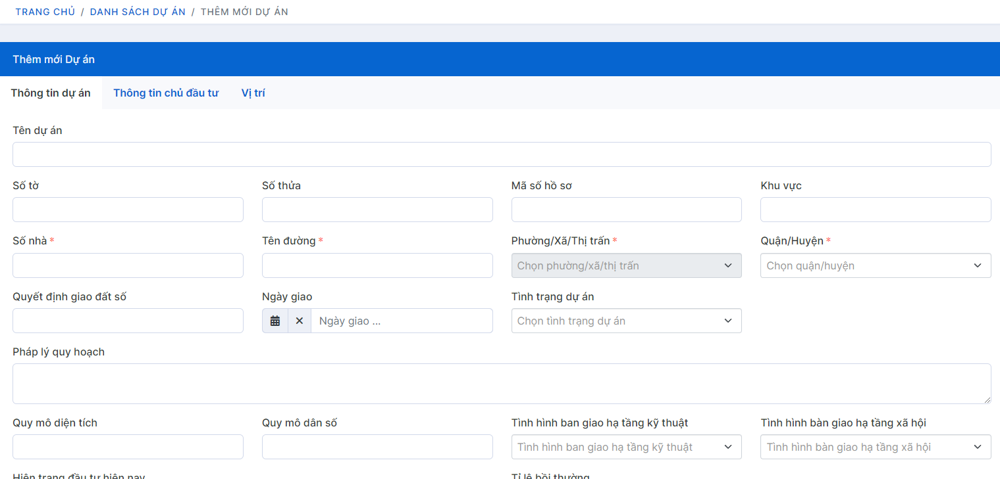 TRANG CHỦ / DANH SÁCH DỰ ÁN / THÊM MỚI DỰ ÁN
Thêm mới Dự án
Thông tin dự án Thông tin chủ đầu tư Vị trí
Tên dự án
Số tờ Số thửa Mã số hồ sơ Khu vực
Số nhà * Tên đường * Phường/Xã/Thị trấn * Quận/Huyện *
Chọn phường/xã/thị trấn Chọn quận/huyện
Quyết định giao đất số Ngày giao Tình trạng dự án
Ngày giao ... Chọn tình trạng dự án
Pháp lý quy hoạch
Quy mô diện tích Quy mô dân số Tình hình ban giao hạ tầng kỹ thuật Tình hình bàn giao hạ tầng xã hội
Tình hình ban giao hạ tầng kỹ thuật Tình hình bàn giao hạ tầng xã hội
Hiện trạng đầu tư hiện nay Tỉ lệ bồi thường